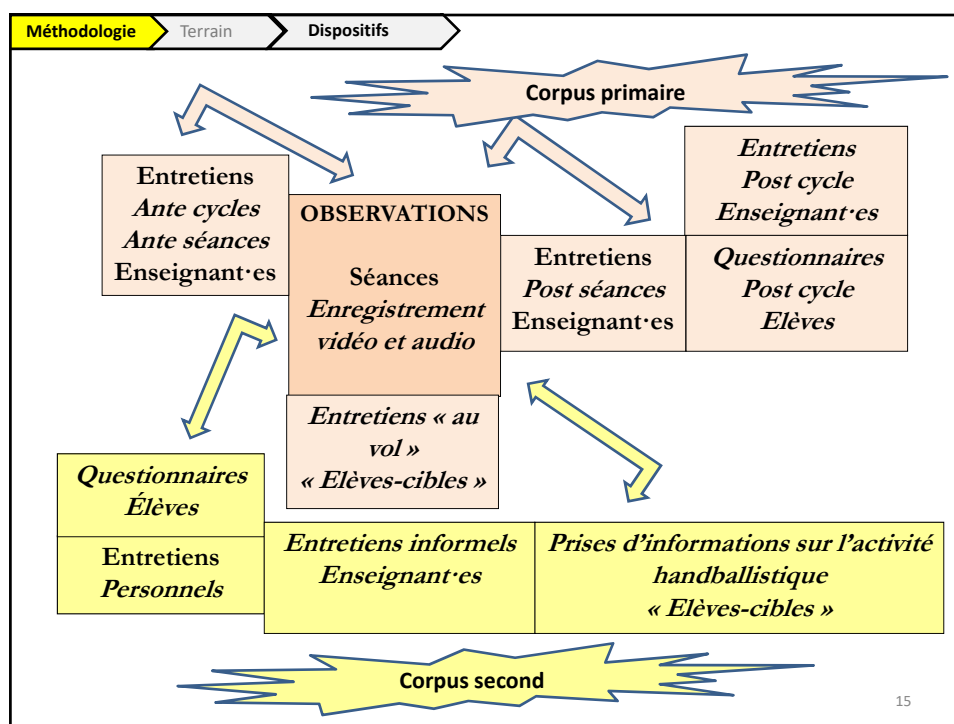 Méthodologie
Terrain
Dispositifs
Corpus primaire
Entretiens
Ante cycles
Ante séances
Enseignant·es
OBSERVATIONS
Séances
Enregistrement
vidéo et audio
Entretiens
Post séances
Enseignant·es
Entretiens
Post cycle
Enseignant·es
Questionnaires
Post cycle
Elèves
Entretiens « au
vol »
« Elèves-cibles »
Questionnaires
Élèves
Entretiens
Personnels
Entretiens informels
Enseignant·es
Prises d’informations sur l’activité
handballistique
« Elèves-cibles »
Corpus second
15